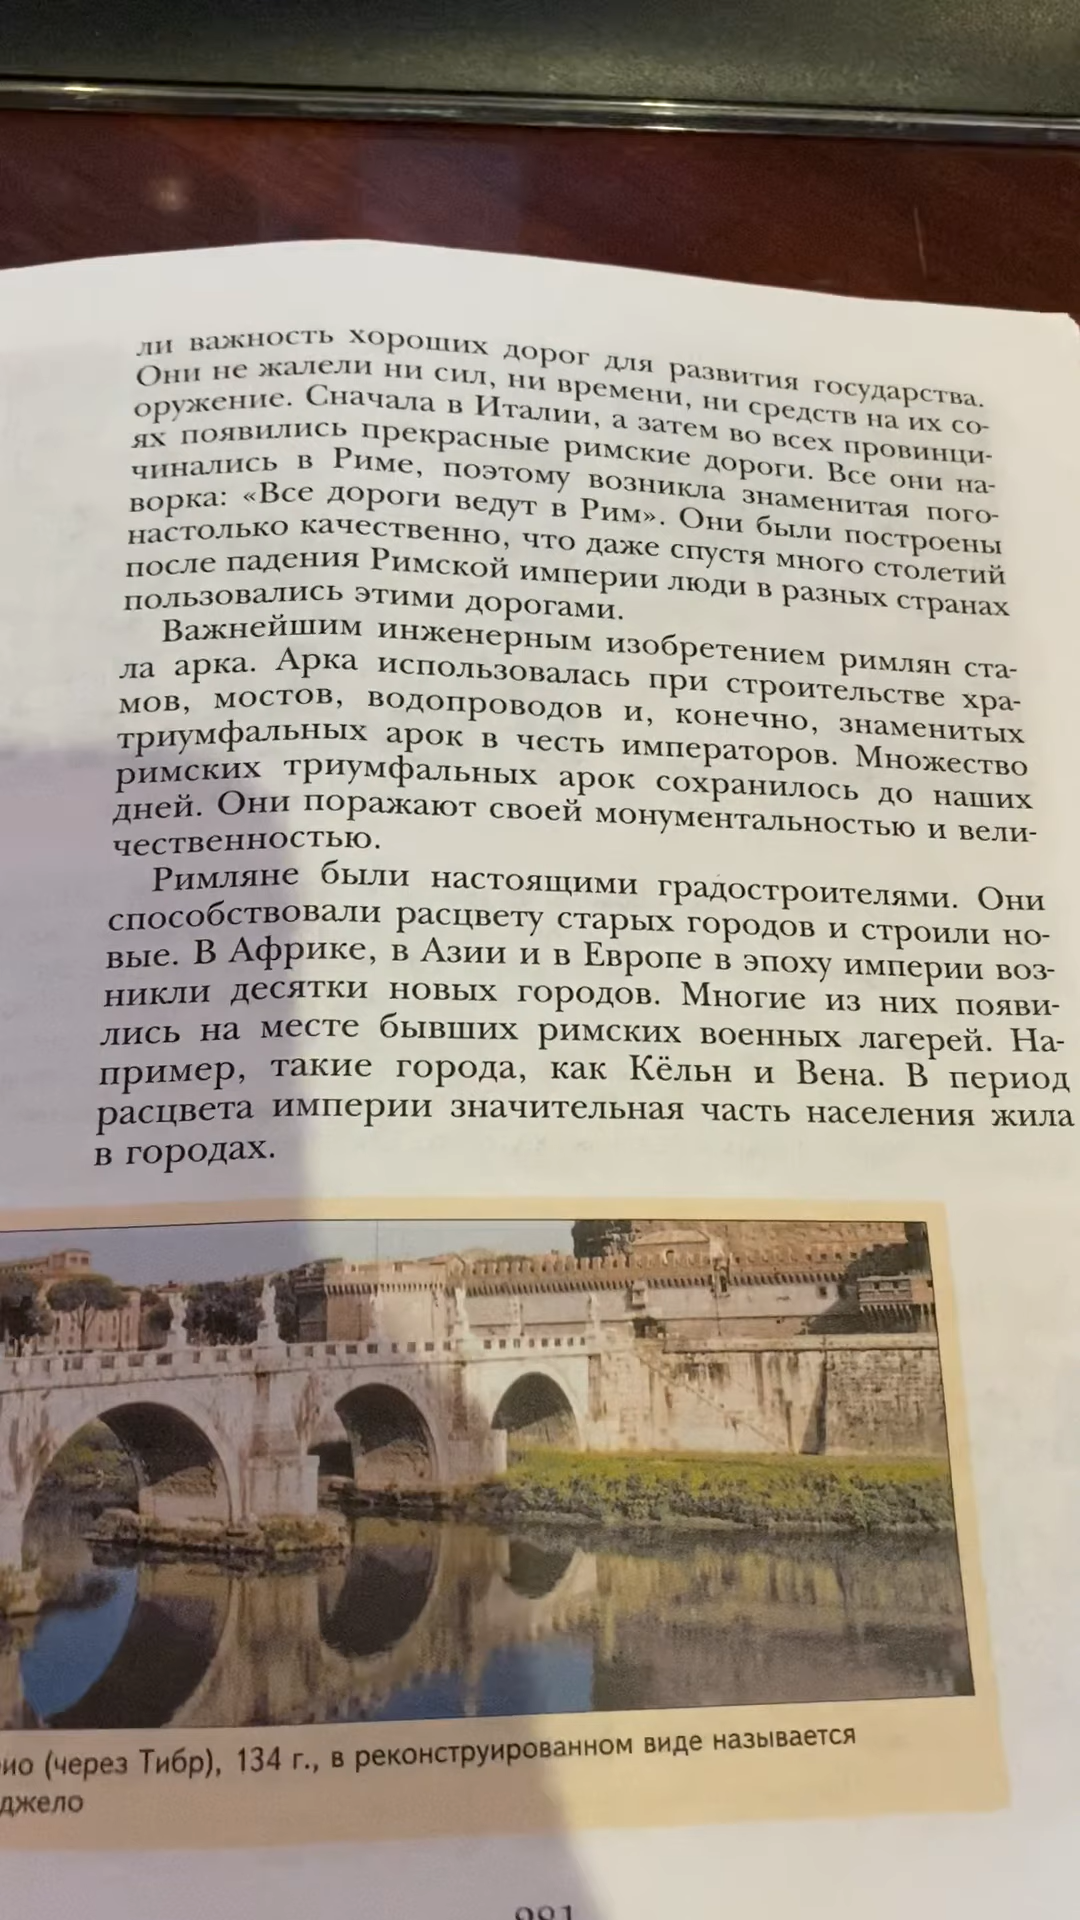 ли важность хороших дорог для развития государства.
Они не жалели ни сил, ни времени, ни средств на их со-
оружение. Сначала в Италии, а затем во всех провинци-
ях появились прекрасные римские дороги. Все они на-
чинались в Риме, поэтому возникла знаменитая пого-
ворка: «Все дороги ведут в Рим». Они были построены
настолько качественно, что даже спустя много столетий
после падения Римской империи люди в разных странах
пользовались этими дорогами.
Важнейшим инженерным изобретением римлян ста-
ла арка. Арка использовалась при строительстве хра-
мов, мостов, водопроводов и, конечно, знаменитых
триумфальных арок в честь императоров. Множество
римских триумфальных арок сохранилось до наших
дней. Они поражают своей монументальностью и вели-
чественностью.
Римляне были настоящими градостроителями. Они
способствовали расцвету старых городов и строили но-
вые. В Африке, в Азии и в Европе в эпоху империи воз-
никли десятки новых городов. Многие из них появи-
лись на месте бывших римских военных лагерей. На-
пример, такие города, как Кёльн и Вена. В период
расцвета империи значительная часть населения жила
в городах.
ио (через Тибр), 134 г., в реконструированном виде называется
джело